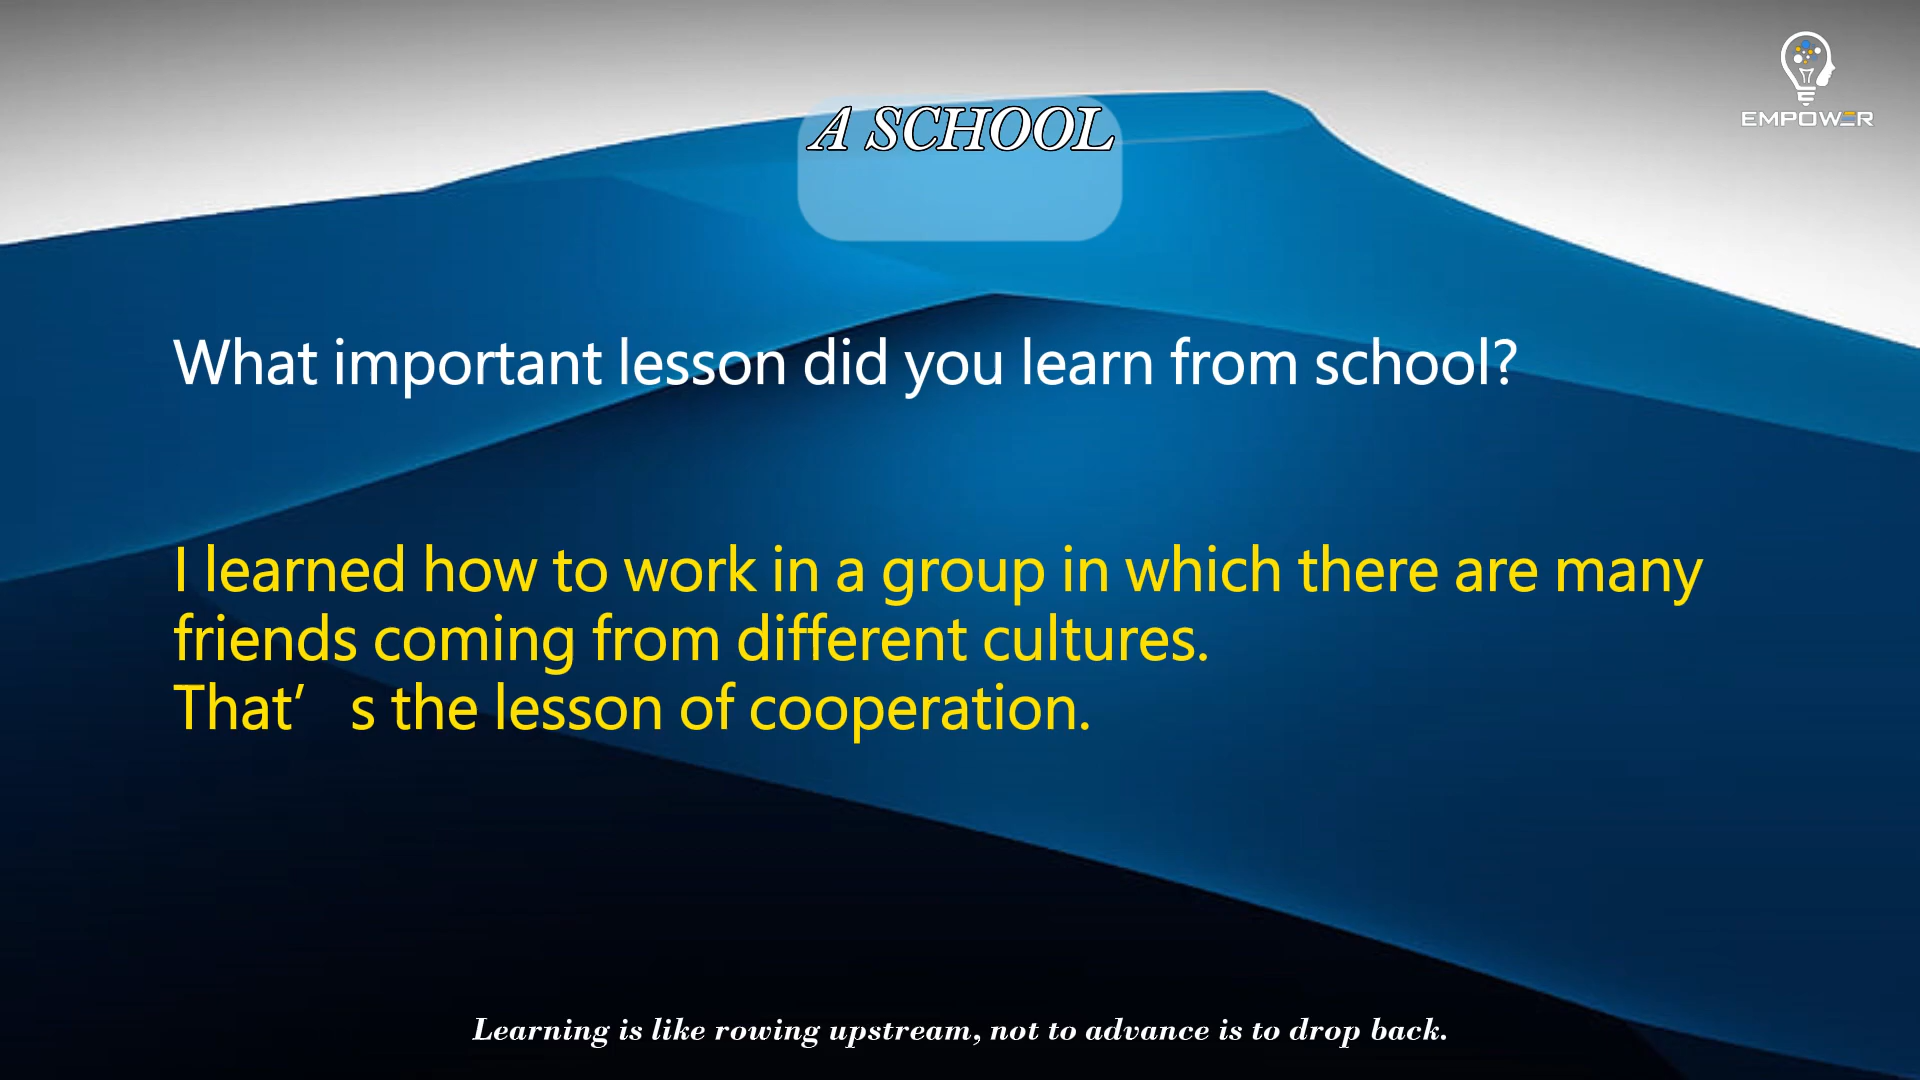 A SCHOOL
EMPOWER
What important lesson did you learn from school?
I learned how to work in a group in which there are many
friends coming from different cultures.
That’ s the lesson of cooperation.
Learning is like rowing upstream, not to advance is to drop back.